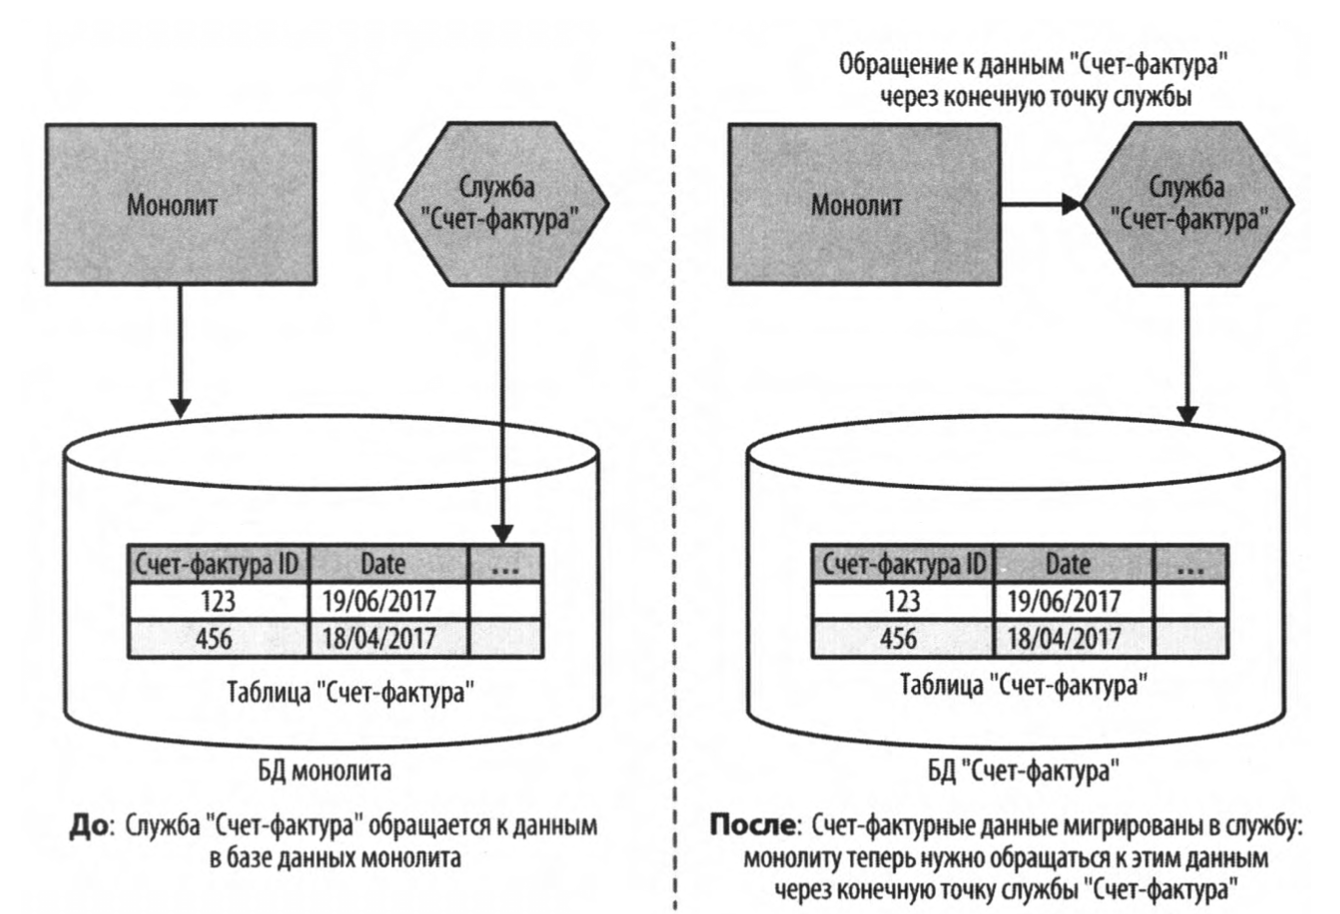 Монолит
Служба
"Счет-фактура"
Счет-фактура ID Date ...
123 19/06/2017
456 18/04/2017
Таблица "Счет-фактура"
БД монолита
До: Служба "Счет-фактура" обращается к данным
в базе данных монолита
Обращение к данным "Счет-фактура"
через конечную точку службы
Монолит
Служба
"Счет-фактура"
Счет-фактура ID Date ...
123 19/06/2017
456 18/04/2017
Таблица "Счет-фактура"
БД "Счет-фактура"
После: Счет-фактурные данные мигрированы в службу:
монолиту теперь нужно обращаться к этим данным
через конечную точку службы "Счет-фактура"